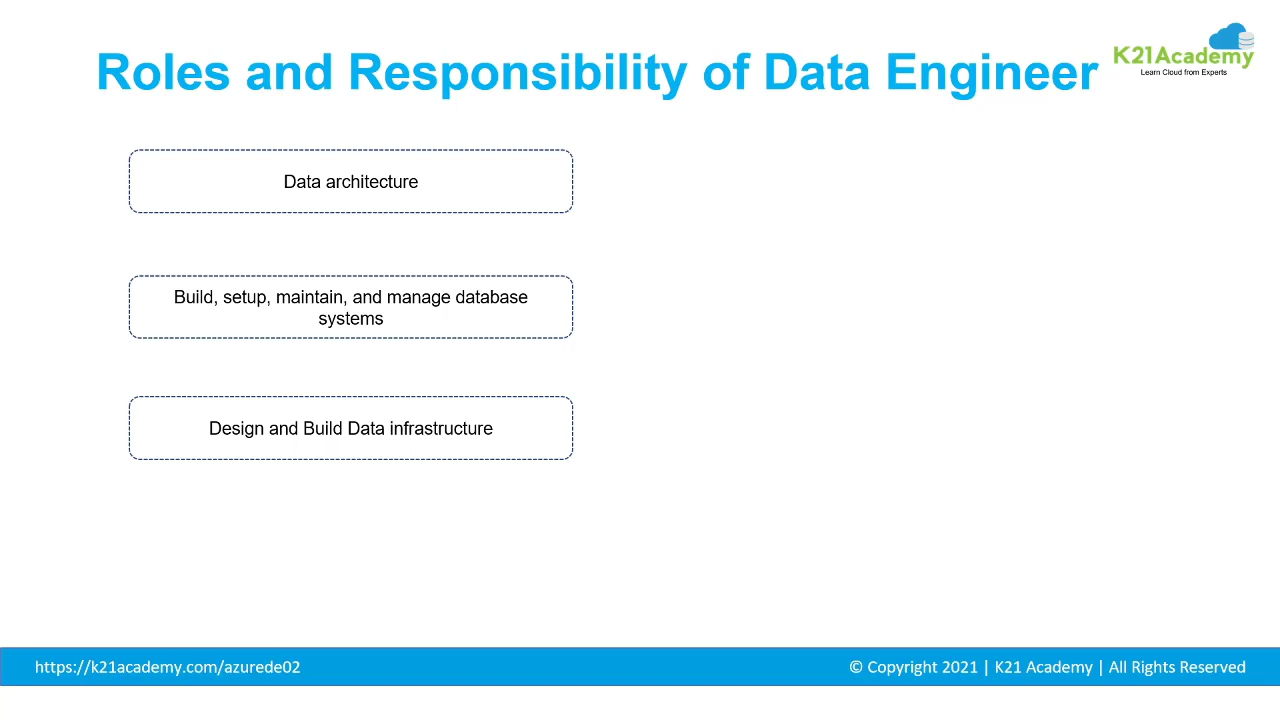 Roles and Responsibility of Data Engineer
K21Academy
Learn Cloud from Experts
Data architecture
Build, setup, maintain, and manage database
systems
Design and Build Data infrastructure
https://k21academy.com/azurede02
© Copyright 2021 | K21 Academy | All Rights Reserved